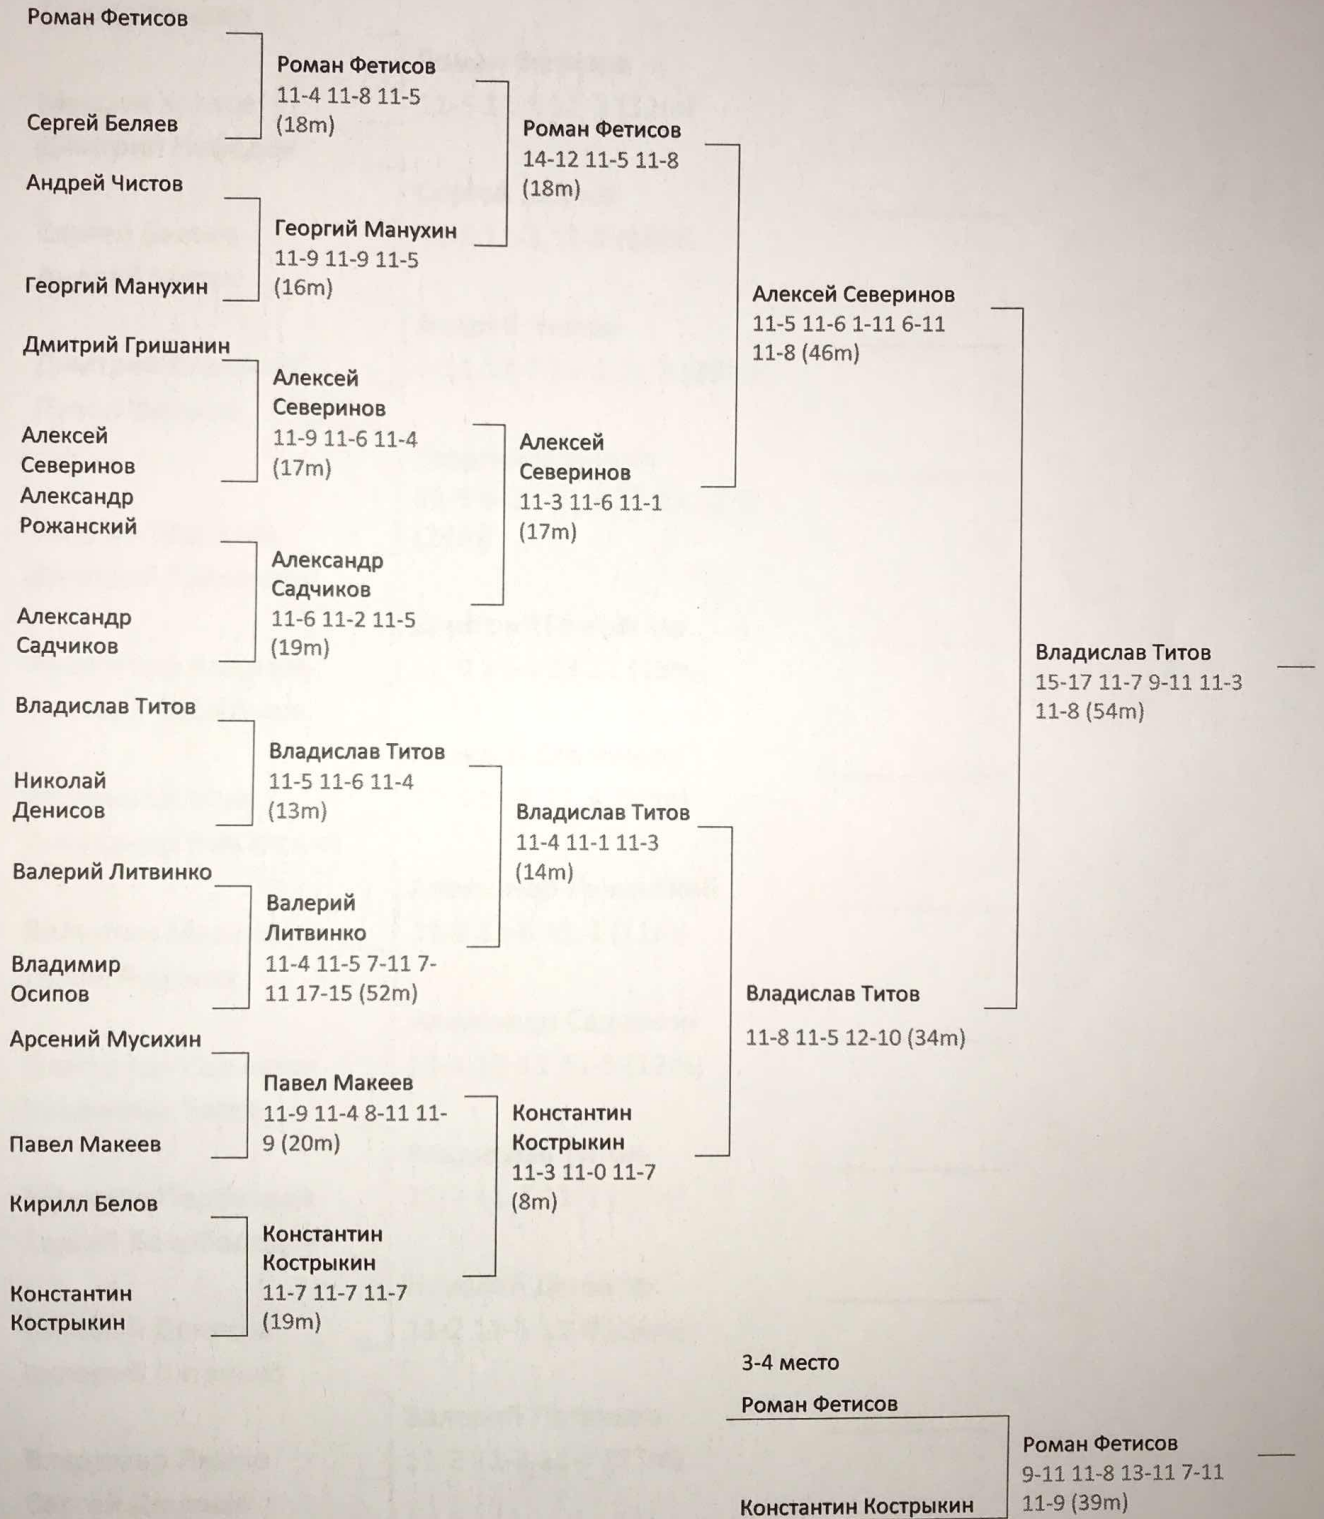 Роман Фетисов
Сергей Беляев
Андрей Чистов
Георгий Манухин
Дмитрий Гришанин
Алексей
Северинов
Александр
Рожанский
Александр
Садчиков
Владислав Титов
Николай
Денисов
Валерий Литвинко
Владимир
Осипов
Арсений Мусихин
Павел Макеев
Кирилл Белов
Константин
Кострыкин
Роман Фетисов
11-4 11-8 11-5
(18m)
Георгий Манухин
11-9 11-9 11-5
(16m)
Алексей
Северинов
11-9 11-6 11-4
(17m)
Александр
Садчиков
11-6 11-2 11-5
(19m)
Владислав Титов
11-5 11-6 11-4
(13m)
Валерий
Литвинко
11-4 11-5 7-11 7-
11 17-15 (52m)
Павел Макеев
11-9 11-4 8-11 11-
9 (20m)
Константин
Кострыкин
11-7 11-7 11-7
(19m)
Роман Фетисов
14-12 11-5 11-8
(18m)
Алексей
Северинов
11-3 11-6 11-1
(17m)
Владислав Титов
11-4 11-1 11-3
(14m)
Константин
Кострыкин
11-3 11-0 11-7
(8m)
Алексей Северинов
11-5 11-6 1-11 6-11
11-8 (46m)
Владислав Титов
11-8 11-5 12-10 (34m)
Владислав Титов
15-17 11-7 9-11 11-3
11-8 (54m)
3-4 место
Роман Фетисов
Константин Кострыкин
Роман Фетисов
9-11 11-8 13-11 7-11
11-9 (39m)